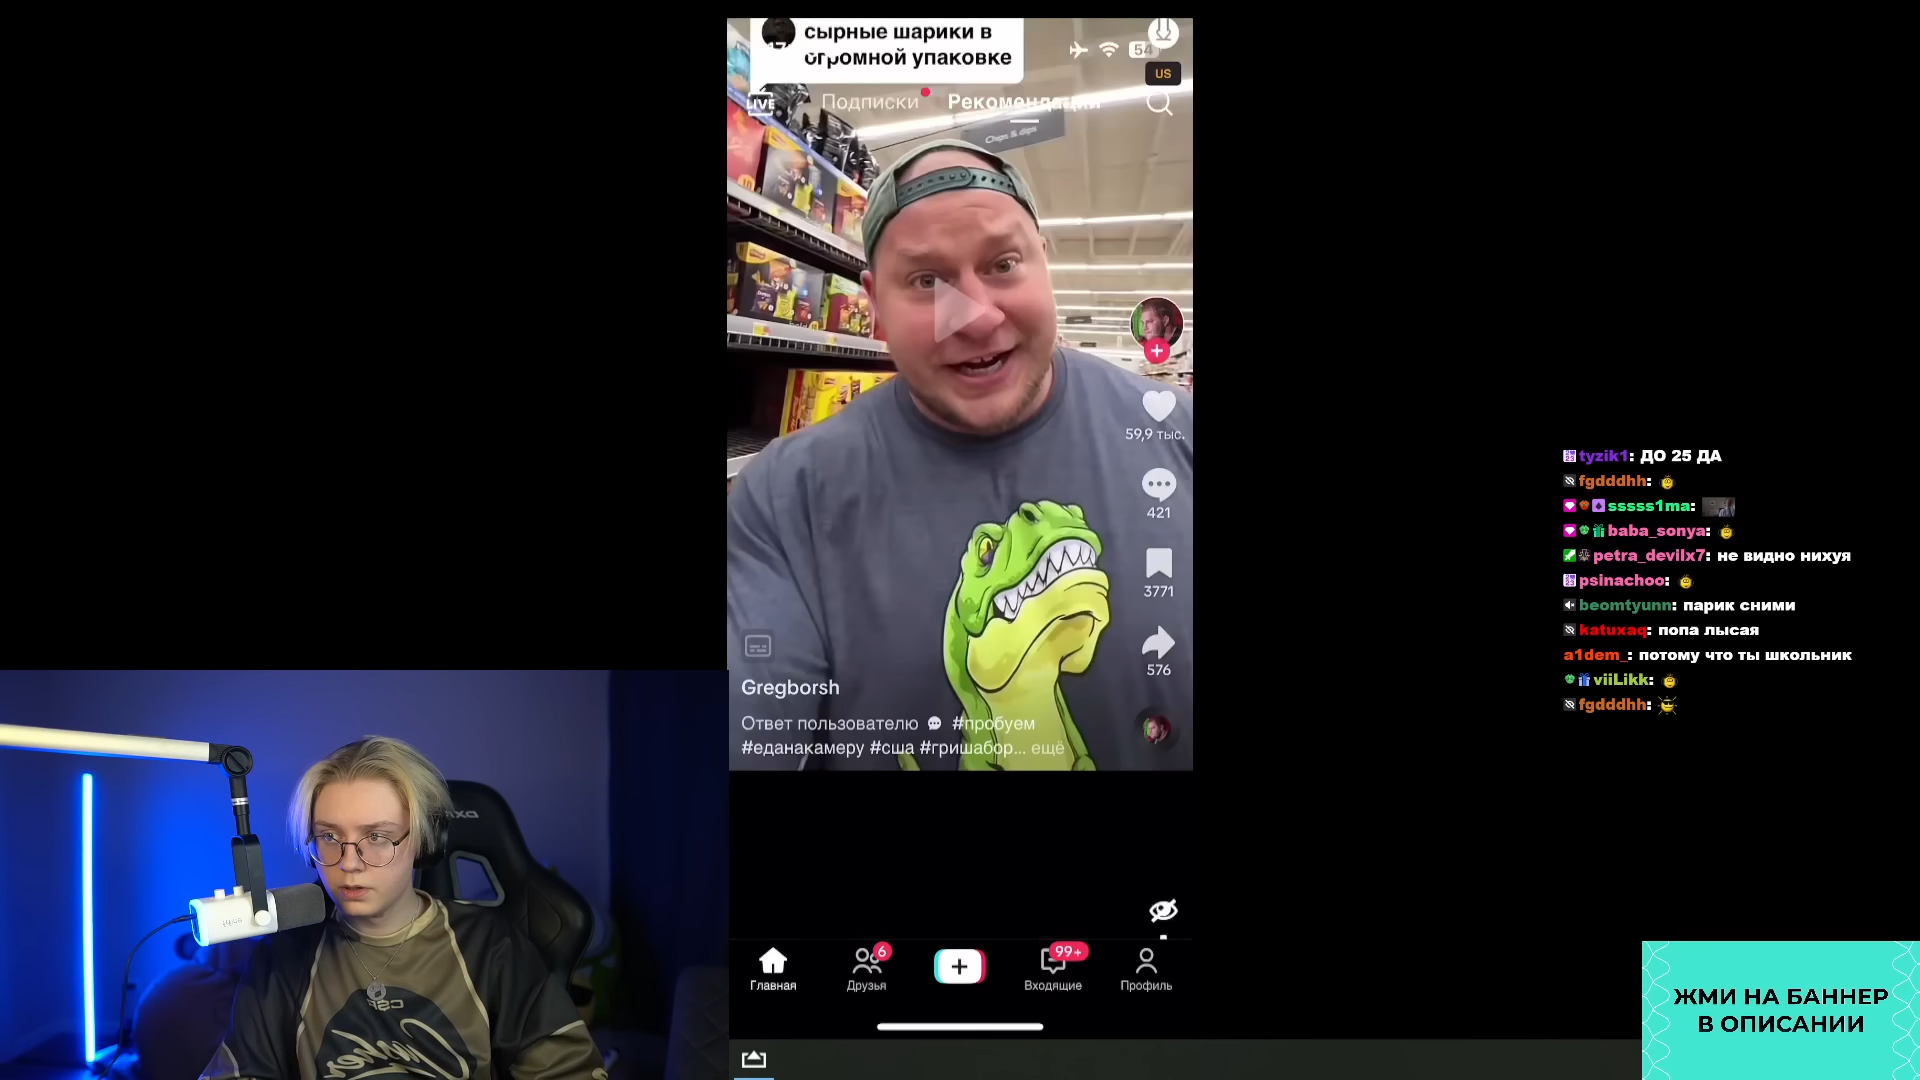 сырные шарики в
огромной упаковке
54
US
LIVE
Подписки
Рекомендации
Chips & dips
59,9 тыс.
421
3771
576
Gregborsh
Ответ пользователю #пробуем
#еданакамеру #сша #гришабор... ещё
tyzik1: ДО 25 ДА
fgdddhh:
sssss1ma:
baba_sonya:
petra_devilx7: не видно нихуя
psinachoo:
beomtyunn: парик сними
katuxaq: попа лысая
a1dem_: потому что ты школьник
viiLikk:
fgdddhh:
6
99+
Главная
Друзья
Входящие
Профиль
ЖМИ НА БАННЕР
В ОПИСАНИИ